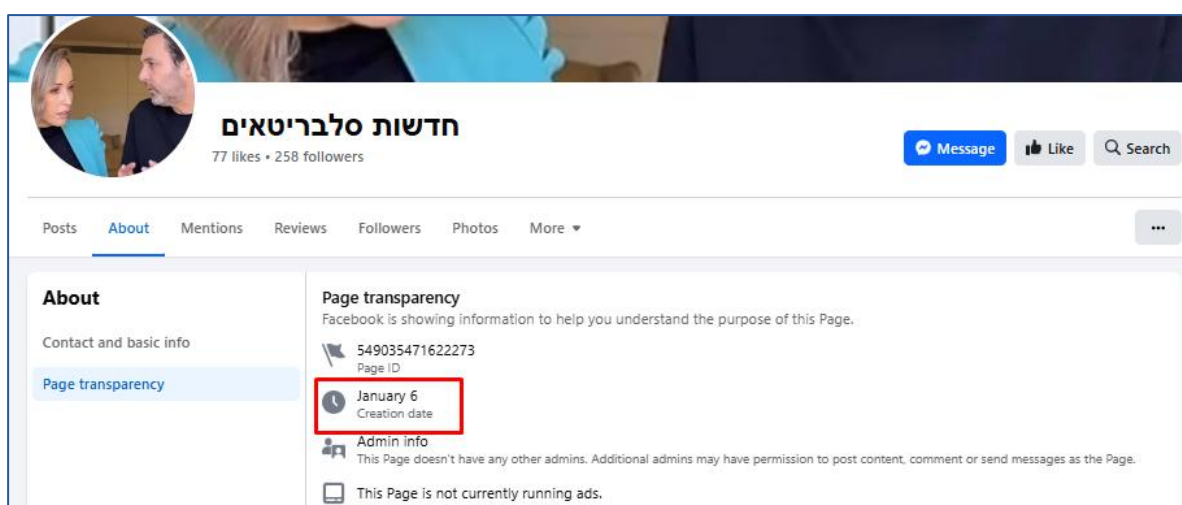 חדשות סלבריטאים
77 likes • 258 followers
Message
Like
Search
Posts
About
Mentions
Reviews
Followers
Photos
More
About
Contact and basic info
Page transparency
Page transparency
Facebook is showing information to help you understand the purpose of this Page.
549035471622273
Page ID
January 6
Creation date
Admin info
This Page doesn't have any other admins. Additional admins may have permission to post content, comment or send messages as the Page.
This Page is not currently running ads.